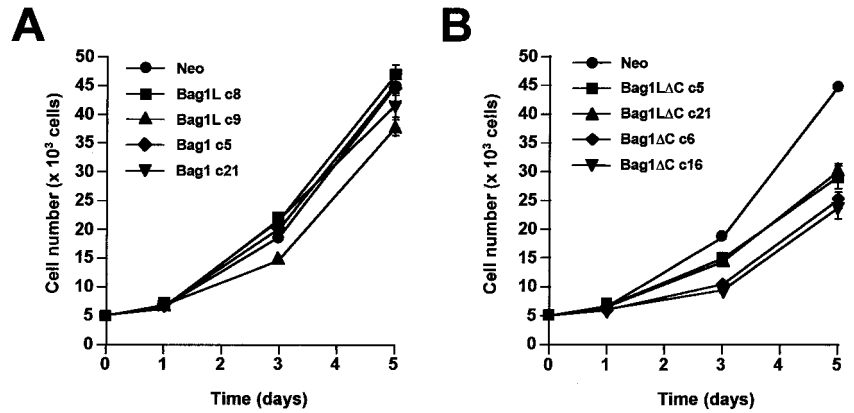 A
50
45
40
35
30
25
20
15
10
5
0
Cell number (x 10³ cells)
Neo
Bag1L c8
Bag1L c9
Bag1 c5
Bag1 c21
0 1 2 3 4 5
Time (days)
B
50
45
40
35
30
25
20
15
10
5
0
Cell number (x 10³ cells)
Neo
Bag1LΔC c5
Bag1LΔC c21
Bag1ΔC c6
Bag1ΔC c16
0 1 2 3 4 5
Time (days)